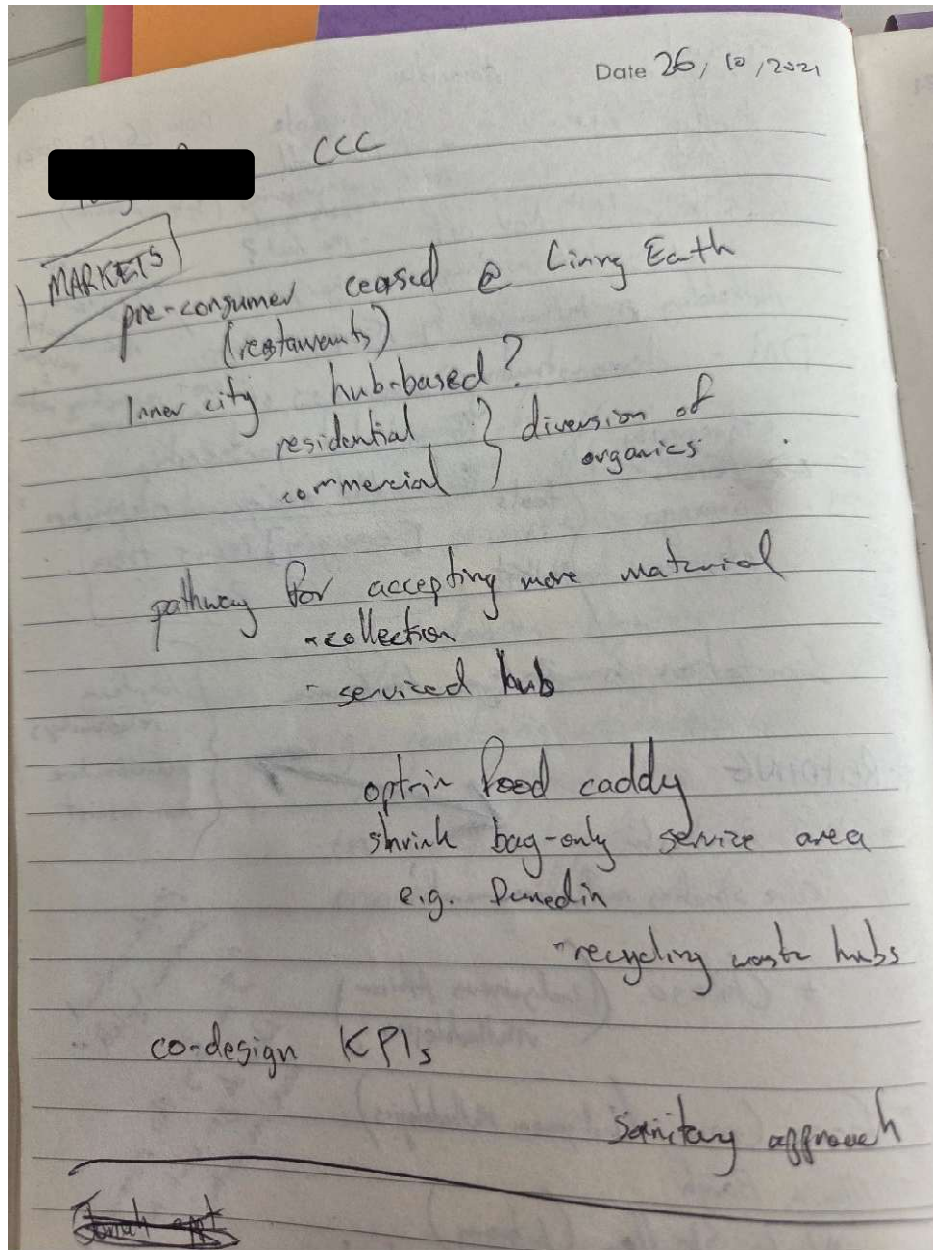 Date 26, 10, 2021
CCC
MARKETS
pre-consumer ceased @ Living Earth
(restaurants)
Inner city hub-based?
residential } diversion of
commercial organics
pathway for accepting more material
- collection
- serviced hub
opt-in food caddy
shrink bag-only service area
e.g. Dunedin
- recycling waste hubs
co-design KPIs
Sanitary approach